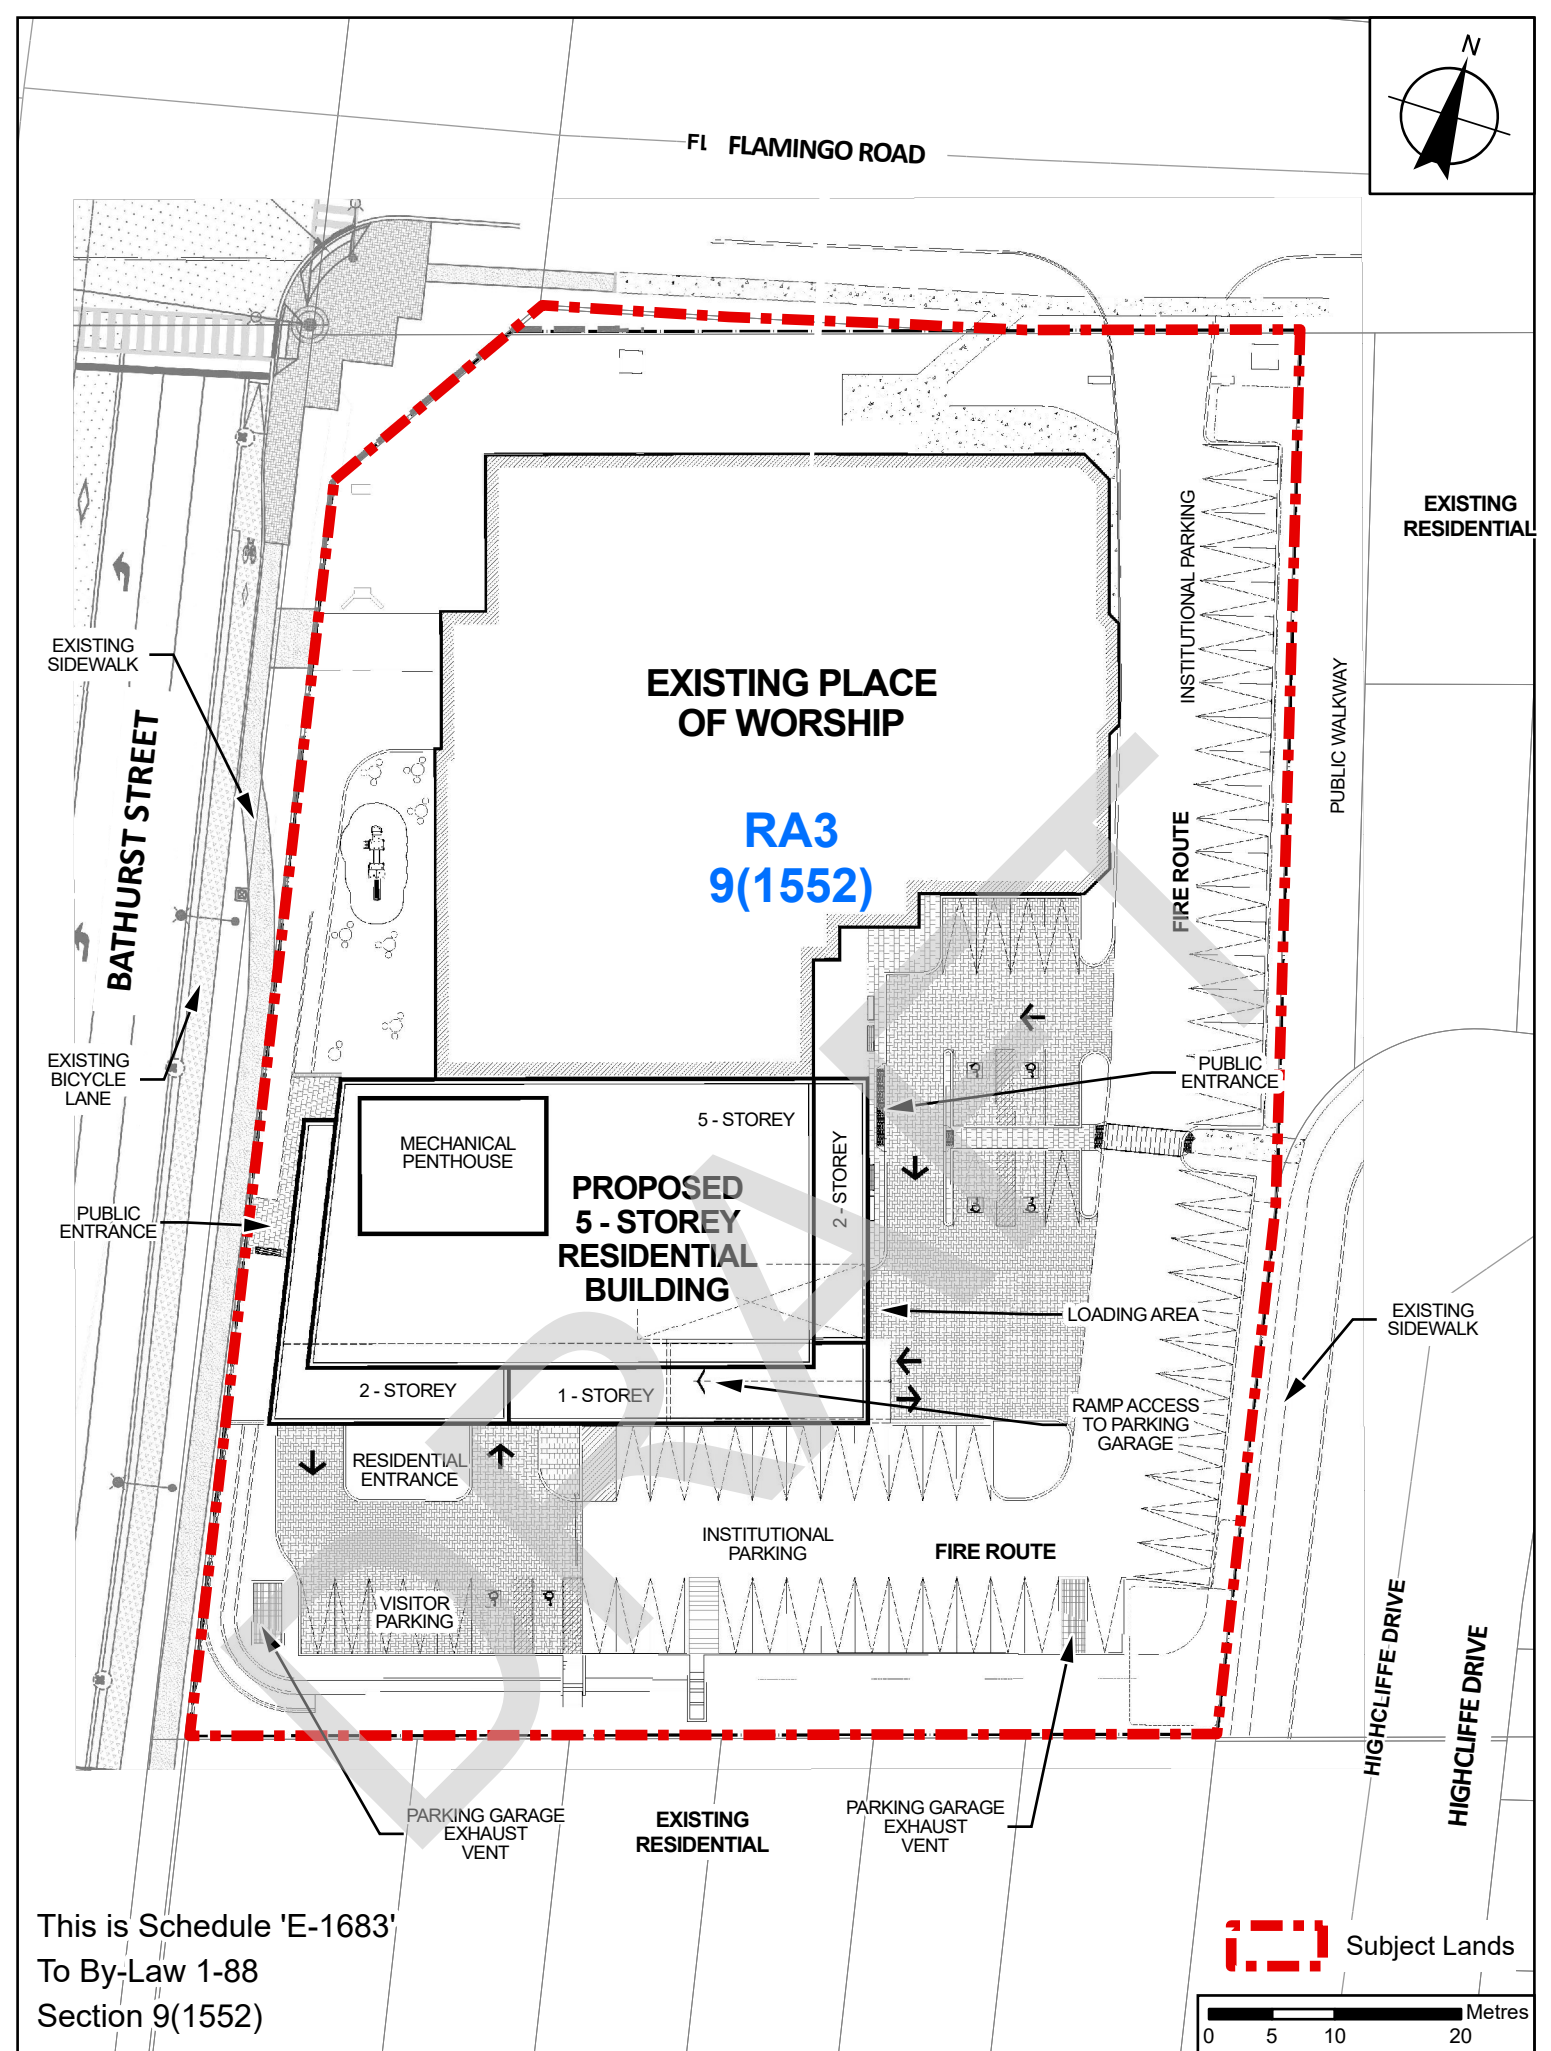 N
FL FLAMINGO ROAD
EXISTING
RESIDENTIAL
INSTITUTIONAL PARKING
EXISTING
SIDEWALK
EXISTING PLACE
OF WORSHIP
PUBLIC WALKWAY
BATHURST STREET
RA3
9(1552)
FIRE ROUTE
EXISTING
BICYCLE
LANE
PUBLIC
ENTRANCE
5 - STOREY
MECHANICAL
PENTHOUSE
2 - STOREY
PROPOSED
5 - STOREY
RESIDENTIAL
BUILDING
PUBLIC
ENTRANCE
LOADING AREA
EXISTING
SIDEWALK
2 - STOREY
1 - STOREY
RAMP ACCESS
TO PARKING
GARAGE
RESIDENTIAL
ENTRANCE
INSTITUTIONAL
PARKING
FIRE ROUTE
VISITOR
PARKING
HIGHCLIFFE DRIVE
HIGHCLIFFE DRIVE
PARKING GARAGE
EXHAUST
VENT
EXISTING
RESIDENTIAL
PARKING GARAGE
EXHAUST
VENT
DRAFT
This is Schedule 'E-1683'
To By-Law 1-88
Section 9(1552)
Subject Lands
Metres
0 5 10 20